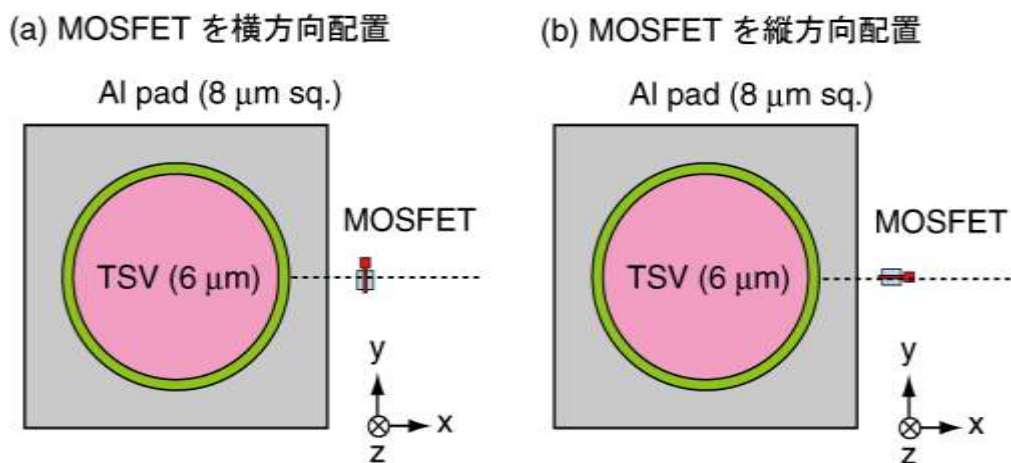 (a) MOSFET を横方向配置
Al pad (8 μm sq.)
MOSFET
TSV (6 μm)
y
x
z
(b) MOSFET を縦方向配置
Al pad (8 μm sq.)
MOSFET
TSV (6 μm)
y
x
z